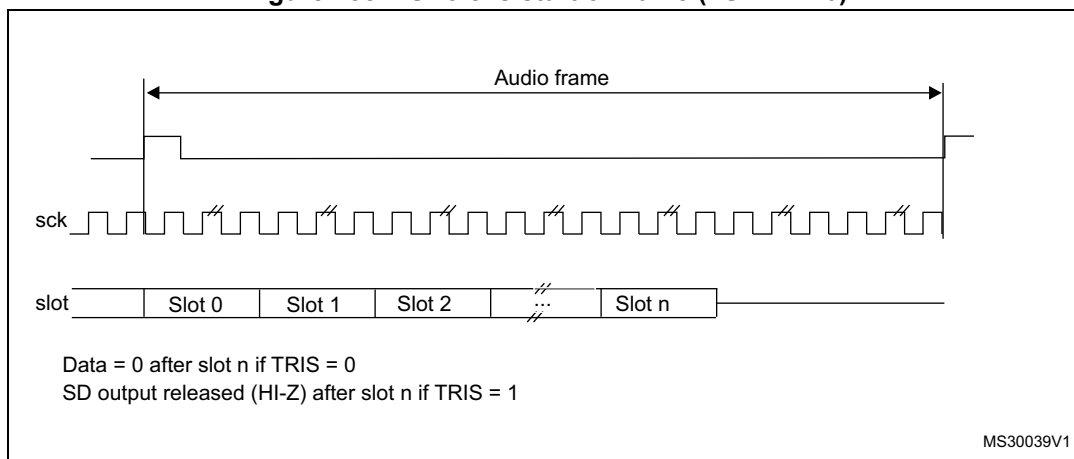 Audio frame
sck
slot Slot 0 Slot 1 Slot 2 ... Slot n
Data = 0 after slot n if TRIS = 0
SD output released (HI-Z) after slot n if TRIS = 1
MS30039V1